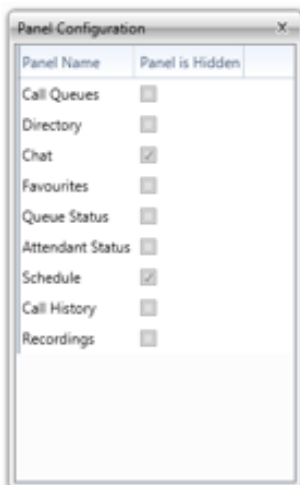 Panel Configuration
Panel Name Panel is Hidden
Call Queues
Directory
Chat
Favourites
Queue Status
Attendant Status
Schedule
Call History
Recordings